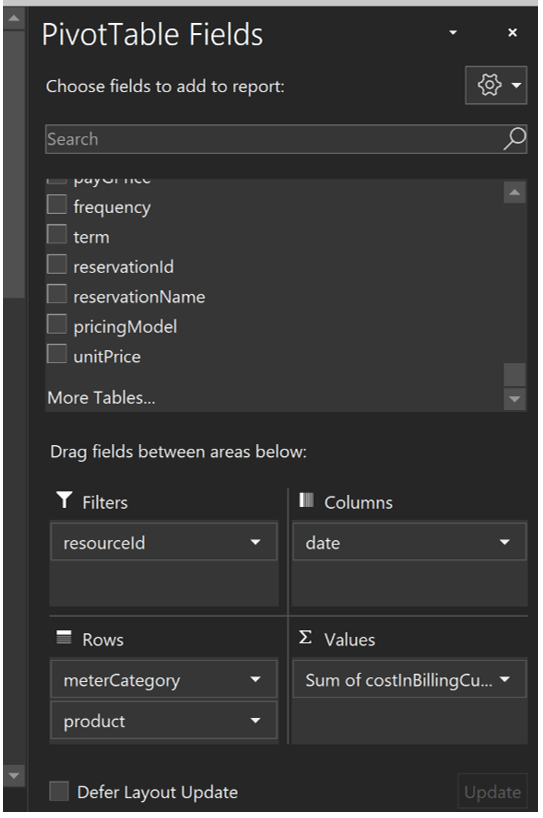 PivotTable Fields
Choose fields to add to report:
Search
frequency
term
reservationId
reservationName
pricingModel
unitPrice
More Tables...
Drag fields between areas below:
Filters
Columns
resourceId
date
Rows
Σ Values
meterCategory
Sum of costInBillingCu...
product
Defer Layout Update
Update